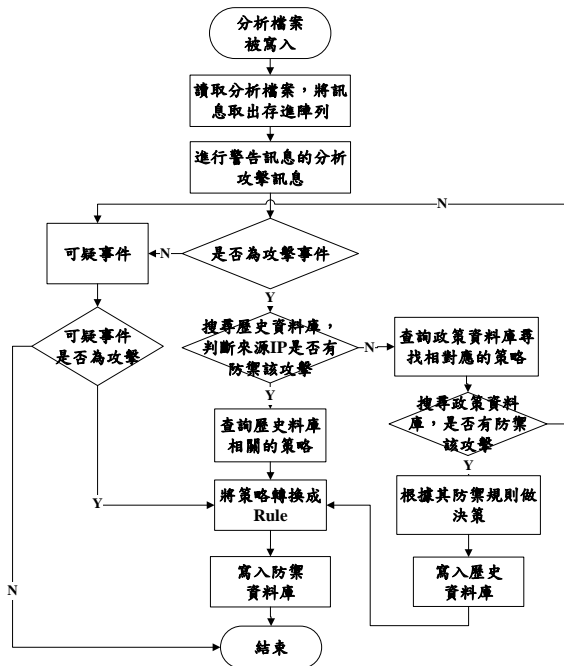 分析檔案
被寫入
讀取分析檔案，將訊
息取出存進陣列
進行警告訊息的分析
攻擊訊息
N
可疑事件
N
是否為攻擊事件
Y
可疑事件
是否為攻擊
搜尋歷史資料庫，
判斷來源IP是否有
防禦該攻擊
N
查詢政策資料庫尋
找相對應的策略
Y
搜尋政策資料
庫，是否有防禦
該攻擊
查詢歷史料庫
相關的策略
Y
Y
將策略轉換成
Rule
根據其防禦規則做
決策
N
寫入防禦
資料庫
寫入歷史
資料庫
結束